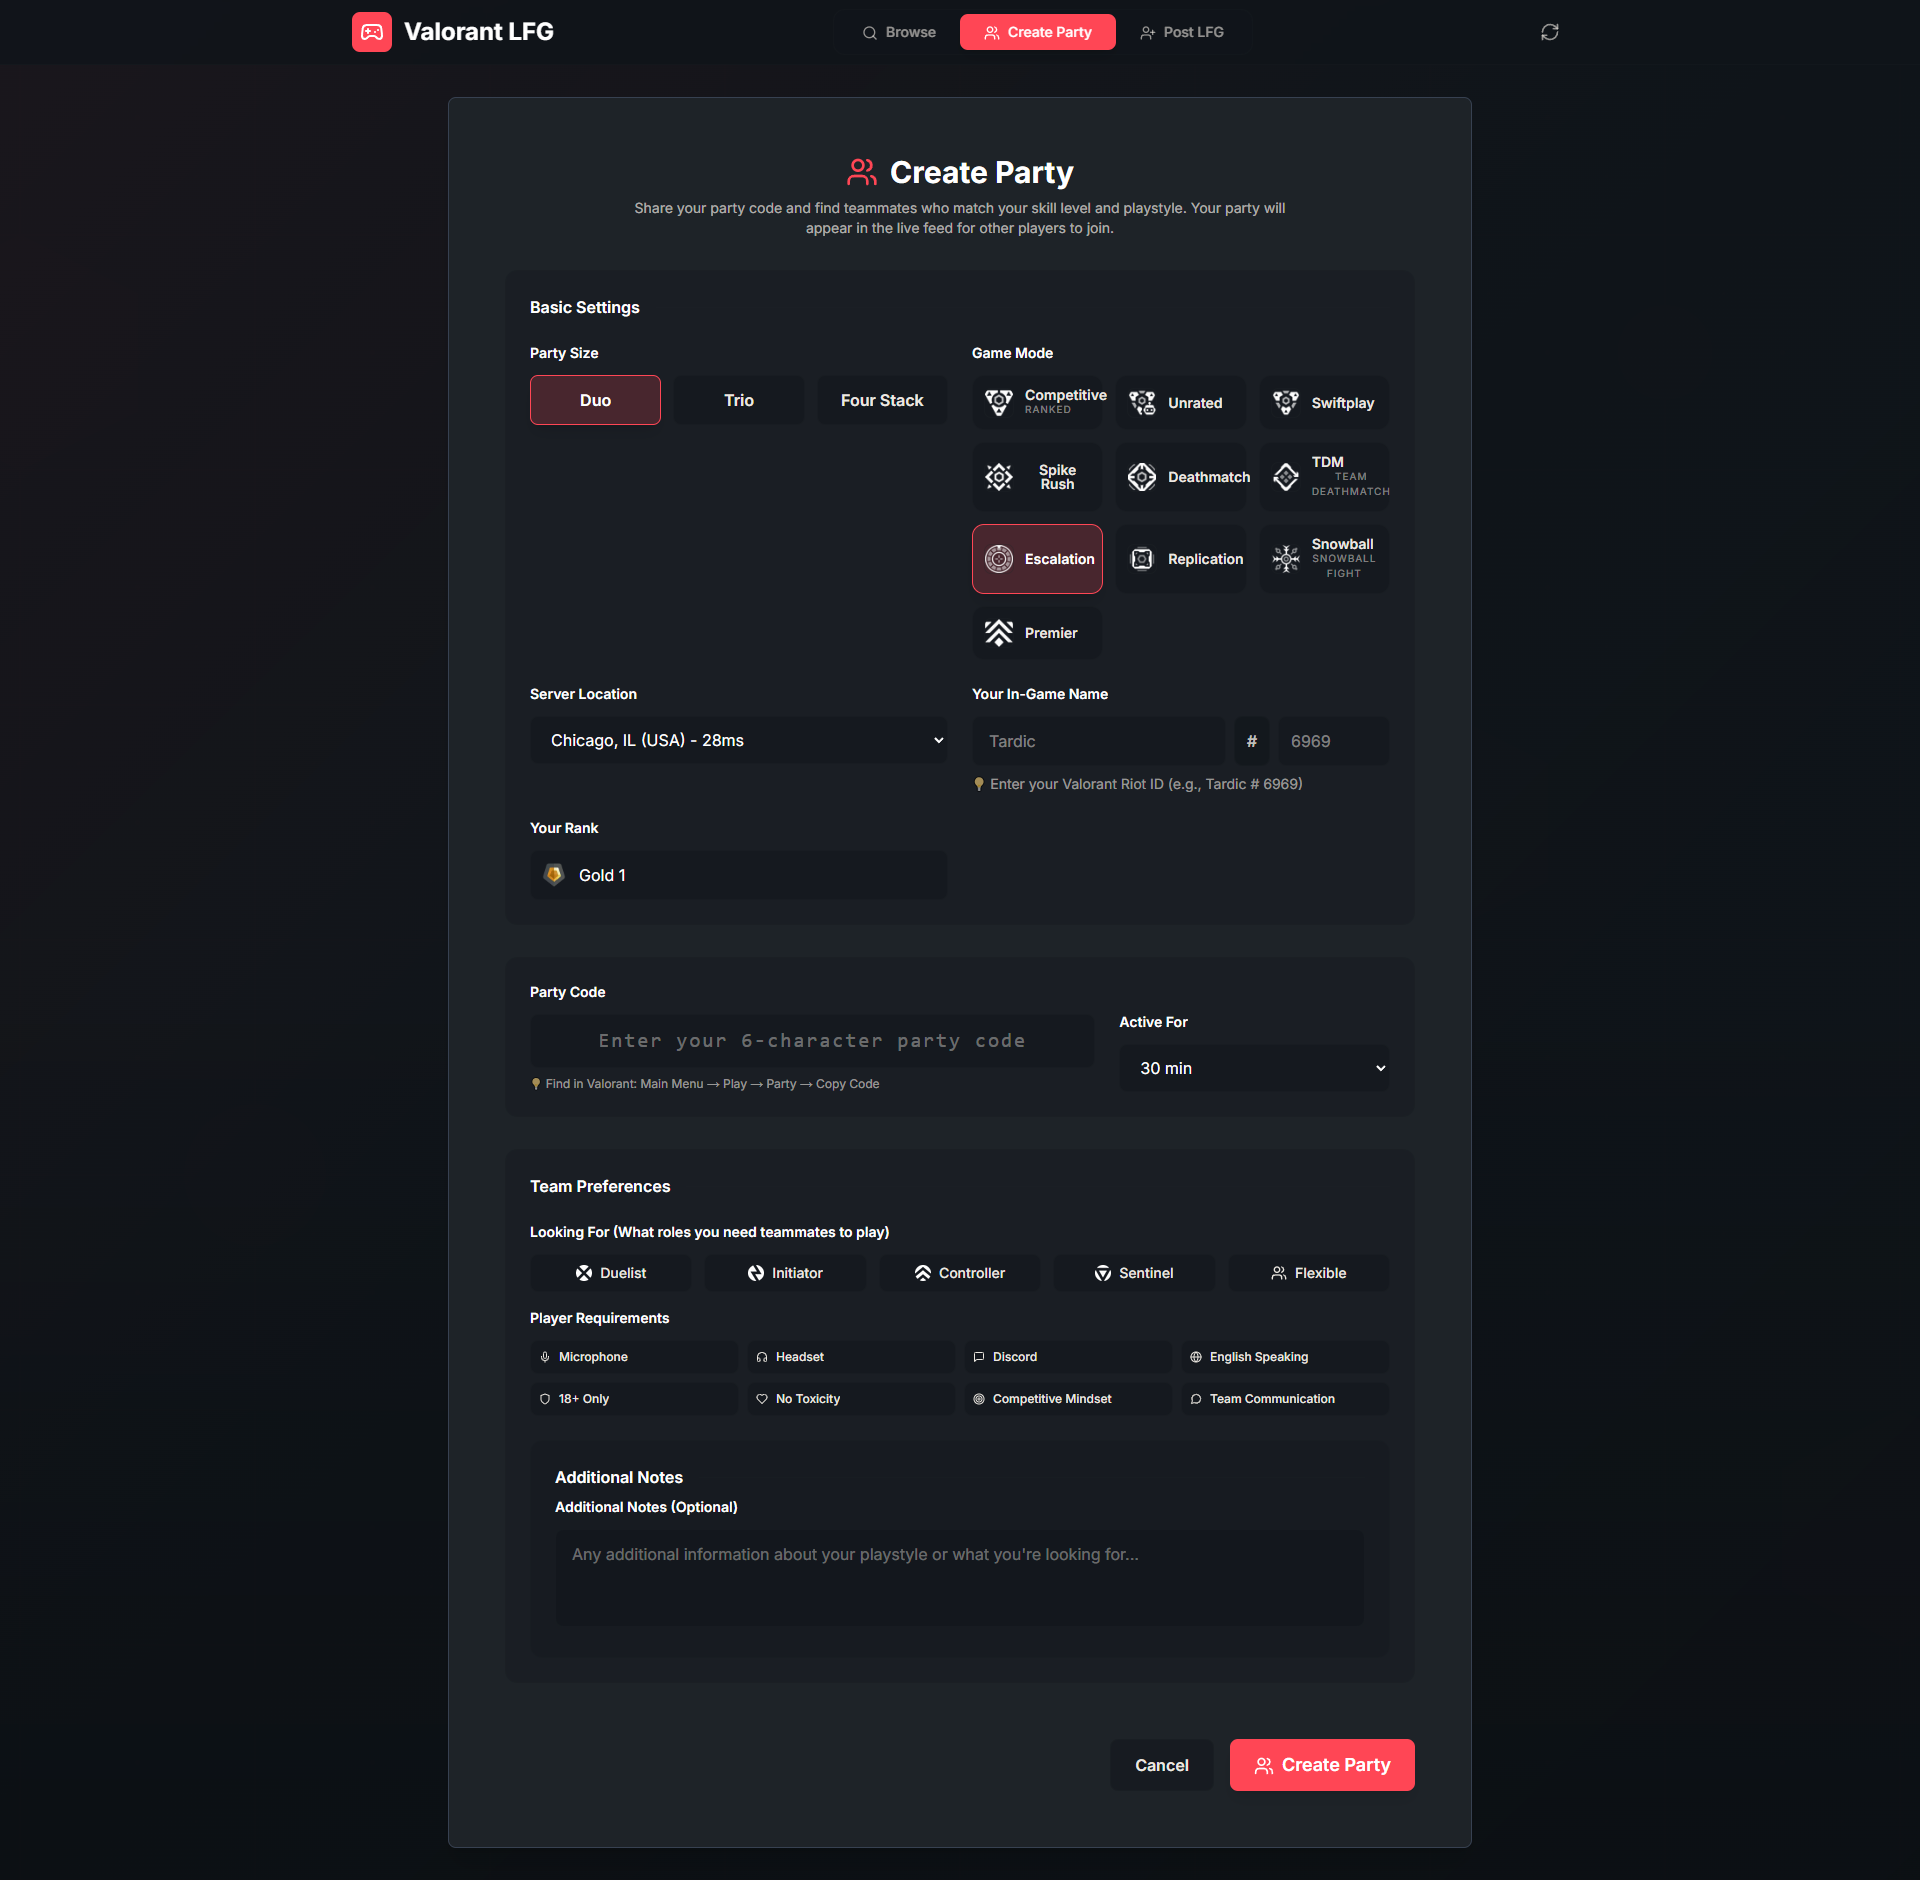 Valorant LFG
Browse
Create Party
Post LFG
Create Party
Share your party code and find teammates who match your skill level and playstyle. Your party will
appear in the live feed for other players to join.
Basic Settings
Party Size
Duo
Trio
Four Stack
Game Mode
Competitive
RANKED
Unrated
Swiftplay
Spike
Rush
Deathmatch
TDM
TEAM
DEATHMATCH
Escalation
Replication
Snowball
SNOWBALL
FIGHT
Premier
Server Location
Chicago, IL (USA) - 28ms
Your In-Game Name
Tardic
#
6969
Enter your Valorant Riot ID (e.g., Tardic # 6969)
Your Rank
Gold 1
Party Code
Enter your 6-character party code
Find in Valorant: Main Menu → Play → Party → Copy Code
Active For
30 min
Team Preferences
Looking For (What roles you need teammates to play)
Duelist
Initiator
Controller
Sentinel
Flexible
Player Requirements
Microphone
Headset
Discord
English Speaking
18+ Only
No Toxicity
Competitive Mindset
Team Communication
Additional Notes
Additional Notes (Optional)
Any additional information about your playstyle or what you're looking for...
Cancel
Create Party